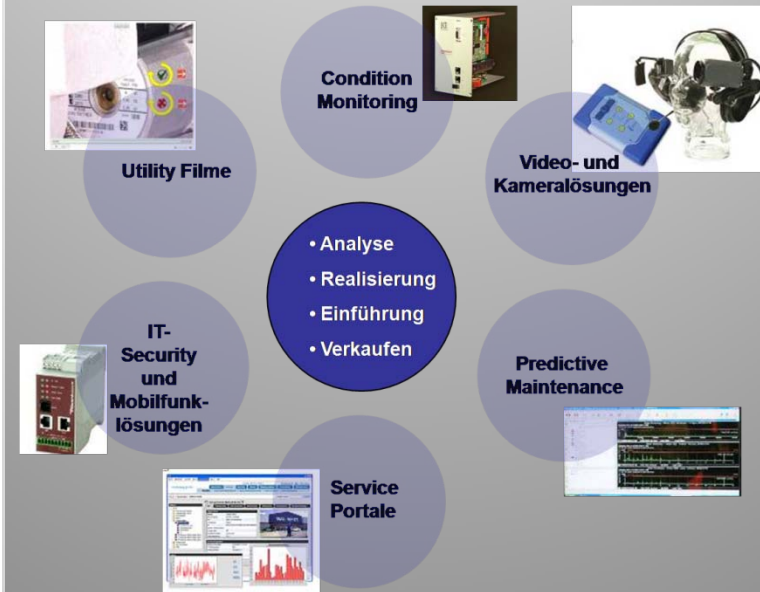 Condition
Monitoring
Utility Filme
Video- und
Kameralösungen
• Analyse
• Realisierung
• Einführung
• Verkaufen
IT-
Security
und
Mobilfunk-
lösungen
Predictive
Maintenance
Service
Portale